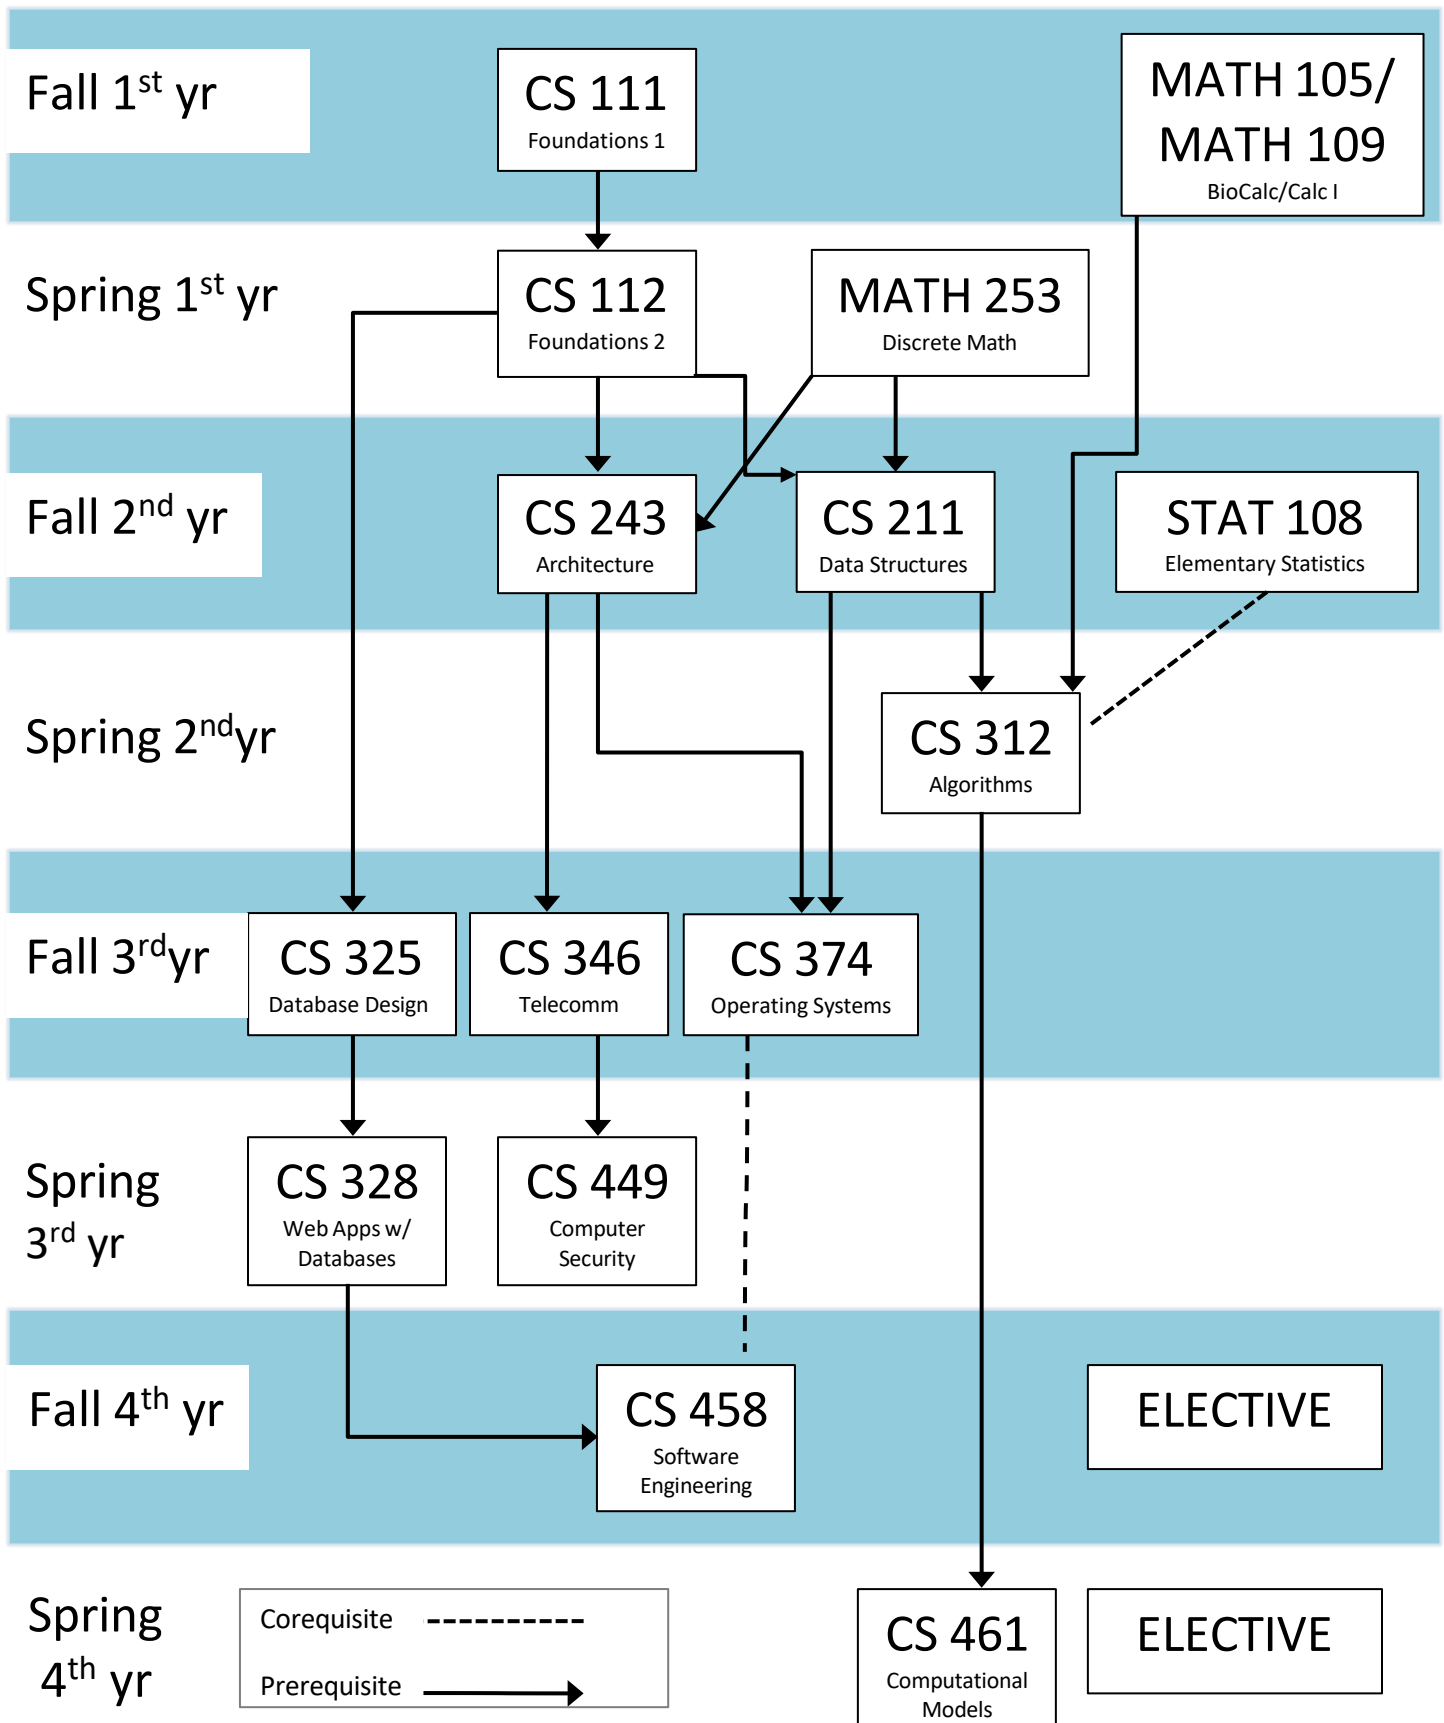 Fall 1st yr
CS 111
Foundations 1
MATH 105/
MATH 109
BioCalc/Calc I
Spring 1st yr
CS 112
Foundations 2
MATH 253
Discrete Math
Fall 2nd yr
CS 243
Architecture
CS 211
Data Structures
STAT 108
Elementary Statistics
Spring 2ndyr
CS 312
Algorithms
Fall 3rdyr
CS 325
Database Design
CS 346
Telecomm
CS 374
Operating Systems
Spring
3rd yr
CS 328
Web Apps w/
Databases
CS 449
Computer
Security
Fall 4th yr
CS 458
Software
Engineering
ELECTIVE
Spring
4th yr
Corequisite
Prerequisite
CS 461
Computational
Models
ELECTIVE